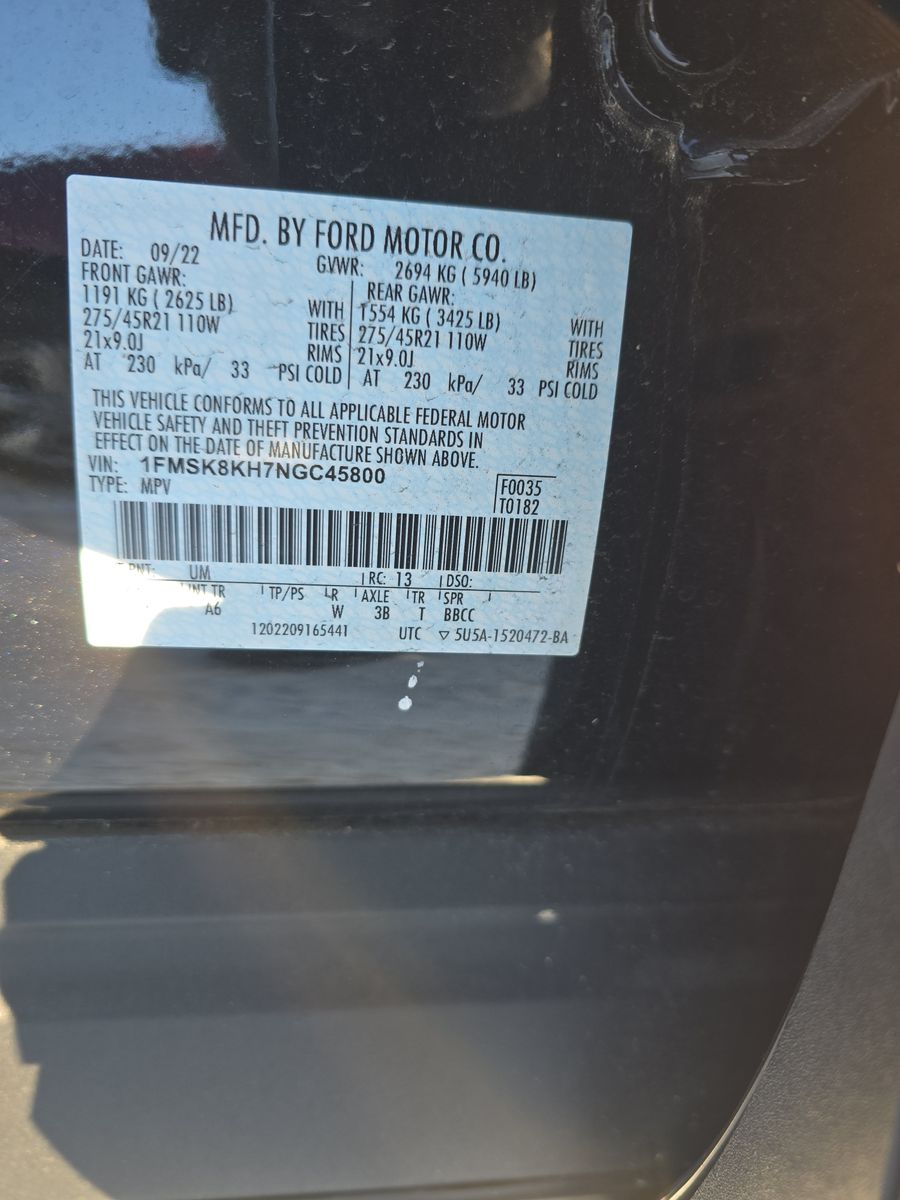 MFD. BY FORD MOTOR CO.
DATE: 09/22
GVWR: 2694 KG ( 5940 LB)
FRONT GAWR:
REAR GAWR:
1191 KG ( 2625 LB) WITH
1554 KG ( 3425 LB) WITH
275/45R21 110W TIRES
275/45R21 110W TIRES
21x9.0J RIMS
21x9.0J RIMS
AT 230 kPa/ 33 PSI COLD
AT 230 kPa/ 33 PSI COLD
THIS VEHICLE CONFORMS TO ALL APPLICABLE FEDERAL MOTOR
VEHICLE SAFETY AND THEFT PREVENTION STANDARDS IN
EFFECT ON THE DATE OF MANUFACTURE SHOWN ABOVE.
VIN: 1FMSK8KH7NGC45800
TYPE: MPV
F0035
T0182
PNT: UM RC: 13 DSO:
INT TR TP/PS R AXLE TR SPR
A6 W 3B T BBCC
1202209165441 UTC ▽ 5U5A-1520472-BA